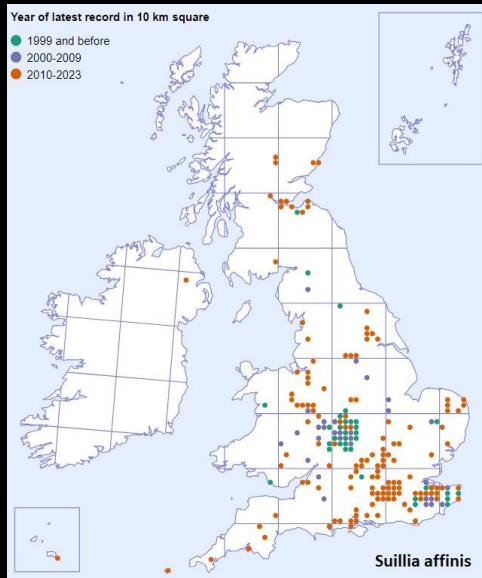 Year of latest record in 10 km square
1999 and before
2000-2009
2010-2023
Suillia affinis